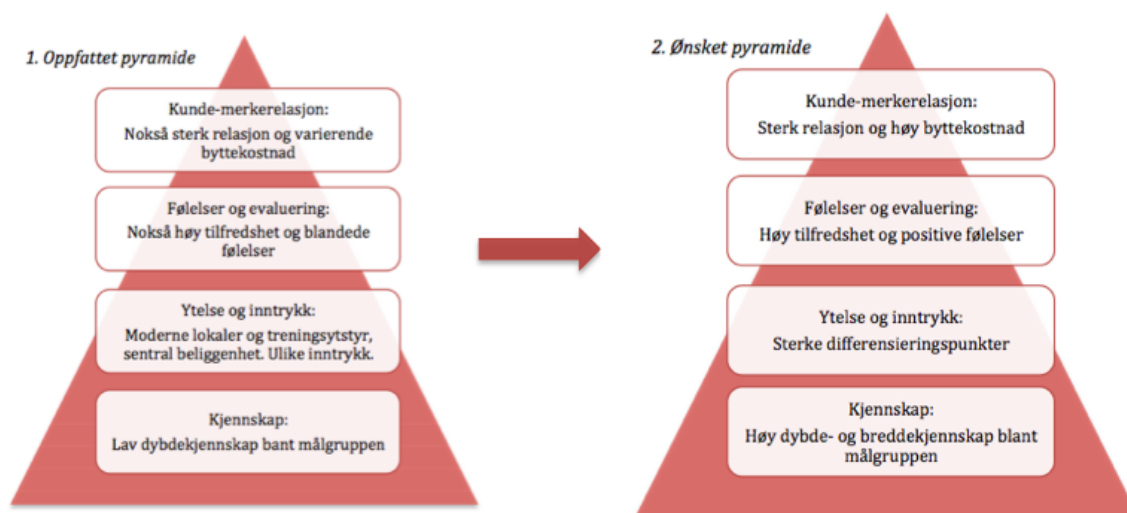 1. Oppfattet pyramide
Kunde-merkerelasjon:
Nokså sterk relasjon og varierende
byttekostnad
Følelser og evaluering:
Nokså høy tilfredshet og blandede
følelser
Ytelse og inntrykk:
Moderne lokaler og treningsytstyr,
sentral beliggenhet. Ulike inntrykk.
Kjennskap:
Lav dybdekjennskap bant målgruppen
2. Ønsket pyramide
Kunde-merkerelasjon:
Sterk relasjon og høy byttekostnad
Følelser og evaluering:
Høy tilfredshet og positive følelser
Ytelse og inntrykk:
Sterke differensieringspunkter
Kjennskap:
Høy dybde- og breddekjennskap blant
målgruppen